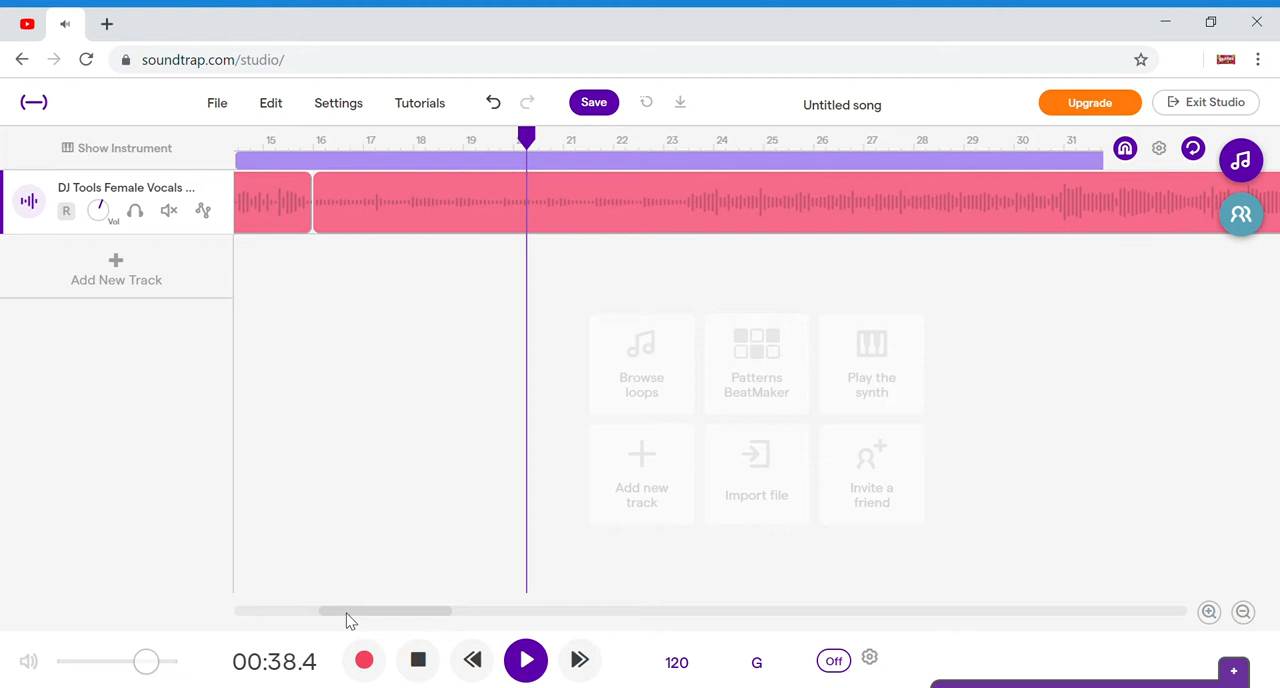 soundtrap.com/studio/
File Edit Settings Tutorials Save Untitled song Upgrade Exit Studio
Show Instrument
15 16 17 18 19 21 22 23 24 25 26 27 28 29 30 31
DJ Tools Female Vocals ...
R
Vol
Add New Track
Browse loops
Patterns BeatMaker
Play the synth
Add new track
Import file
Invite a friend
00:38.4 120 G Off